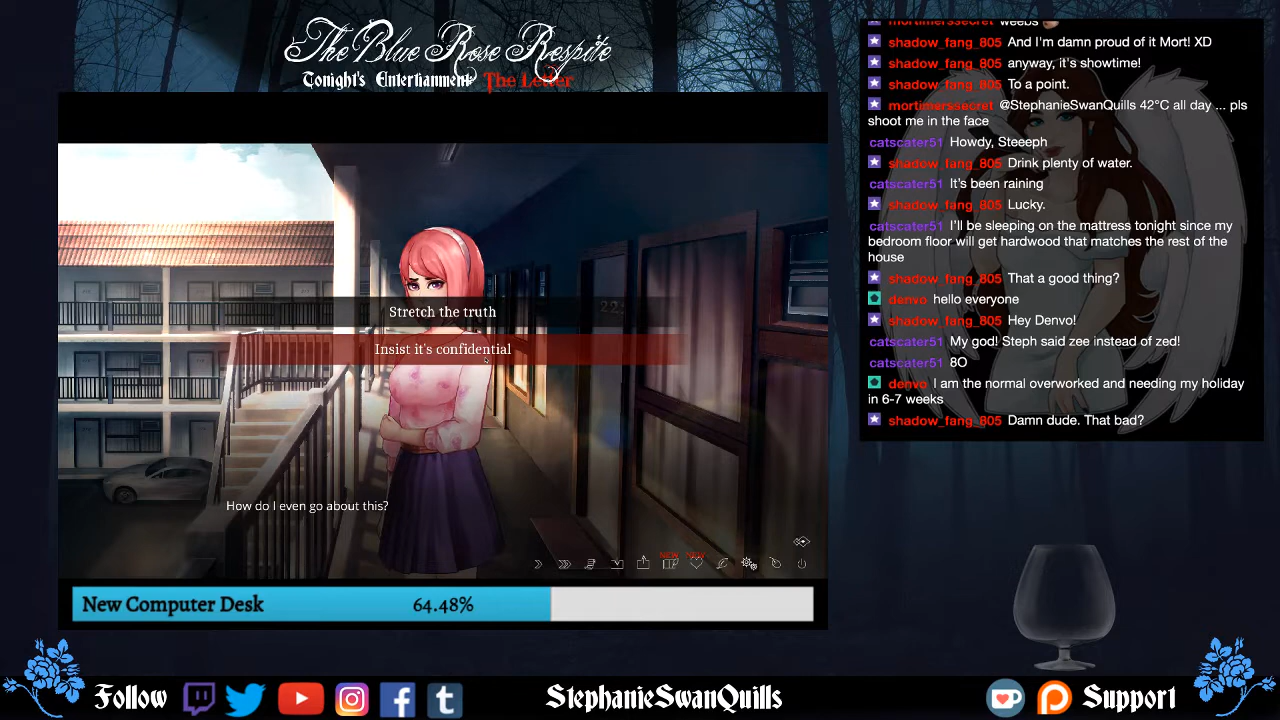 The Blue Rose Respite
Tonight's Entertainment The Letter
Stretch the truth
Insist it's confidential
How do I even go about this?
NEW NEW
New Computer Desk 64.48%
mortimerssecret weebs
shadow_fang_805 And I'm damn proud of it Mort! XD
shadow_fang_805 anyway, it's showtime!
shadow_fang_805 To a point.
mortimerssecret @StephanieSwanQuills 42°C all day ... pls
shoot me in the face
catscater51 Howdy, Steeeph
shadow_fang_805 Drink plenty of water.
catscater51 It's been raining
shadow_fang_805 Lucky.
catscater51 I'll be sleeping on the mattress tonight since my
bedroom floor will get hardwood that matches the rest of the
house
shadow_fang_805 That a good thing?
denvo hello everyone
shadow_fang_805 Hey Denvo!
catscater51 My god! Steph said zee instead of zed!
catscater51 8O
denvo I am the normal overworked and needing my holiday
in 6-7 weeks
shadow_fang_805 Damn dude. That bad?
Follow StephanieSwanQuills Support